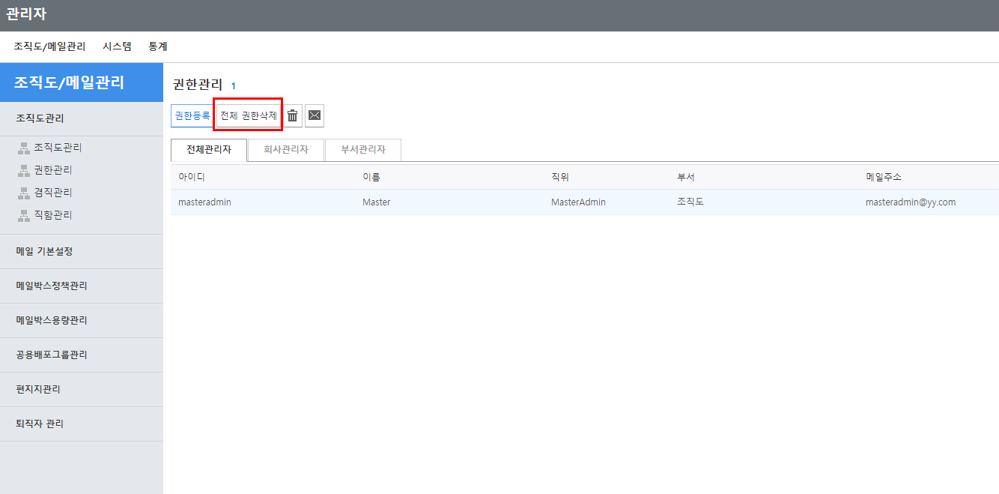 관리자
조직도/메일관리 시스템 통계
조직도/메일관리
조직도관리
조직도관리
권한관리
겸직관리
직함관리
메일 기본설정
메일박스정책관리
메일박스용량관리
공용배포그룹관리
편지지관리
퇴직자 관리
권한관리 1
권한등록 전체 권한삭제
전체관리자 회사관리자 부서관리자
아이디 이름 직위 부서 메일주소
masteradmin Master MasterAdmin 조직도 masteradmin@yy.com